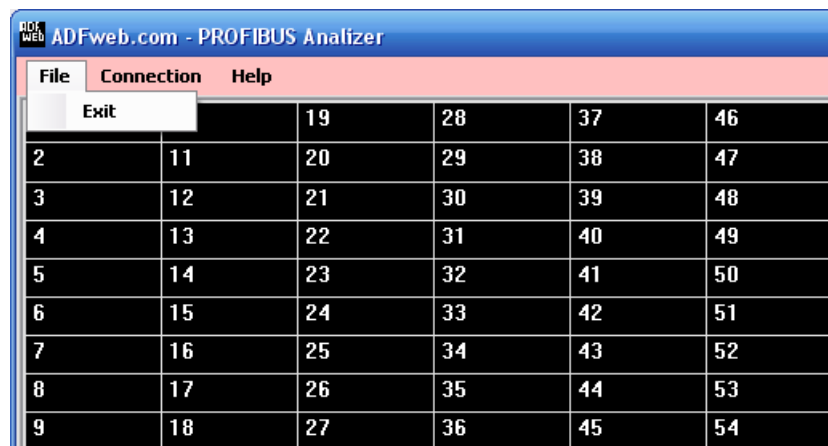 ADF WEB ADFweb.com - PROFIBUS Analizer
File Connection Help
Exit 19 28 37 46
2 11 20 29 38 47
3 12 21 30 39 48
4 13 22 31 40 49
5 14 23 32 41 50
6 15 24 33 42 51
7 16 25 34 43 52
8 17 26 35 44 53
9 18 27 36 45 54